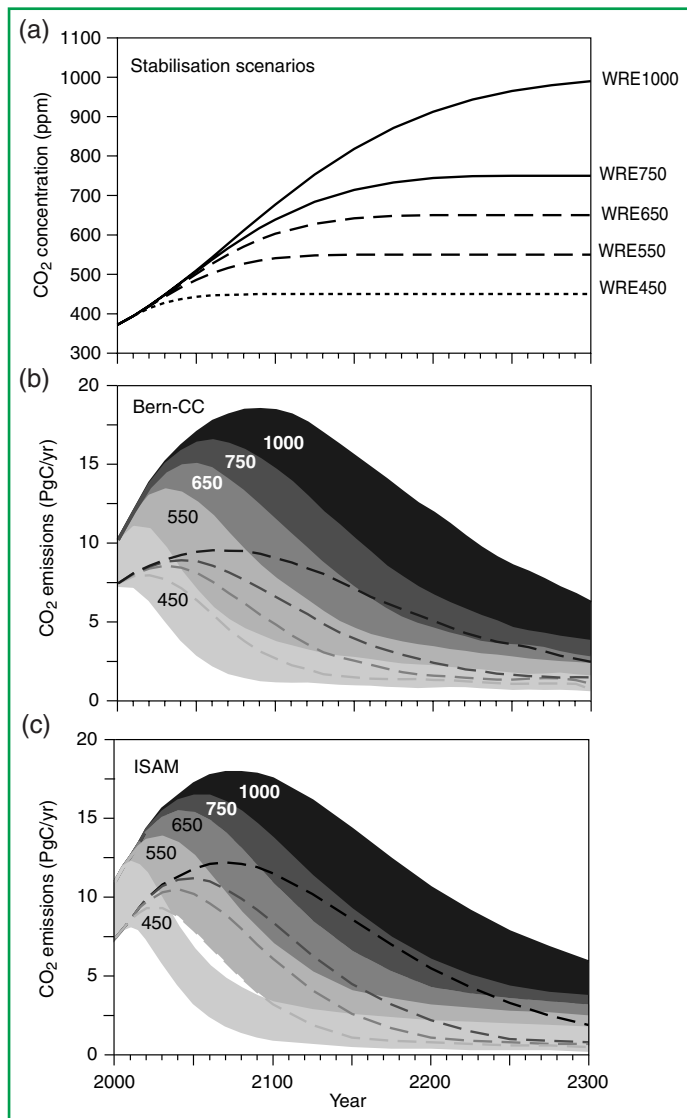 (a)
CO2 concentration (ppm)
1100
1000
900
800
700
600
500
400
300
Stabilisation scenarios
WRE1000
WRE750
WRE650
WRE550
WRE450
(b)
CO2 emissions (PgC/yr)
20
15
10
5
0
Bern-CC
1000
750
650
550
450
(c)
CO2 emissions (PgC/yr)
20
15
10
5
0
ISAM
1000
750
650
550
450
2000 2100 2200 2300
Year